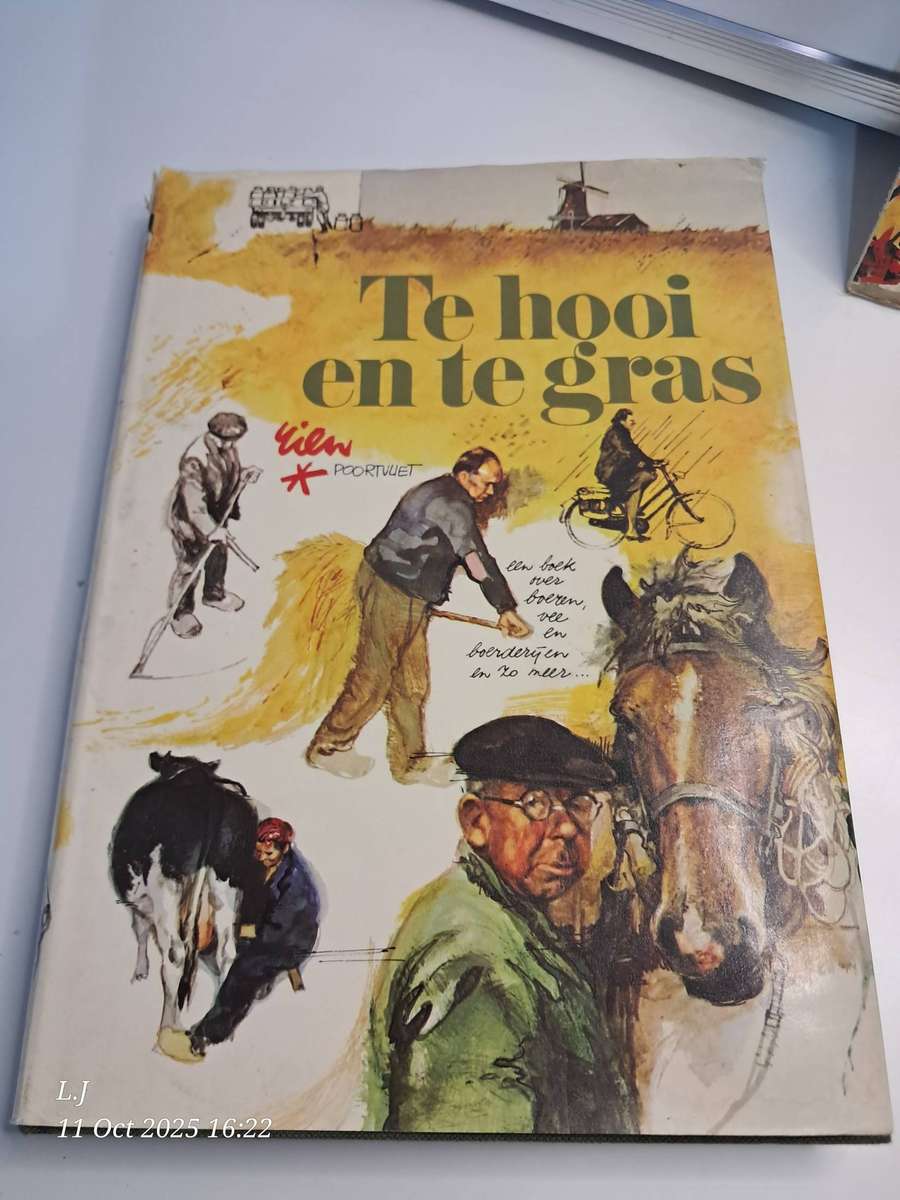 Te hooi
en te gras
Rien
POORTVLIET
een boek
over
boeren,
vee
en
boerderijen
en zo meer...
L.J
11 Oct 2025 16:22